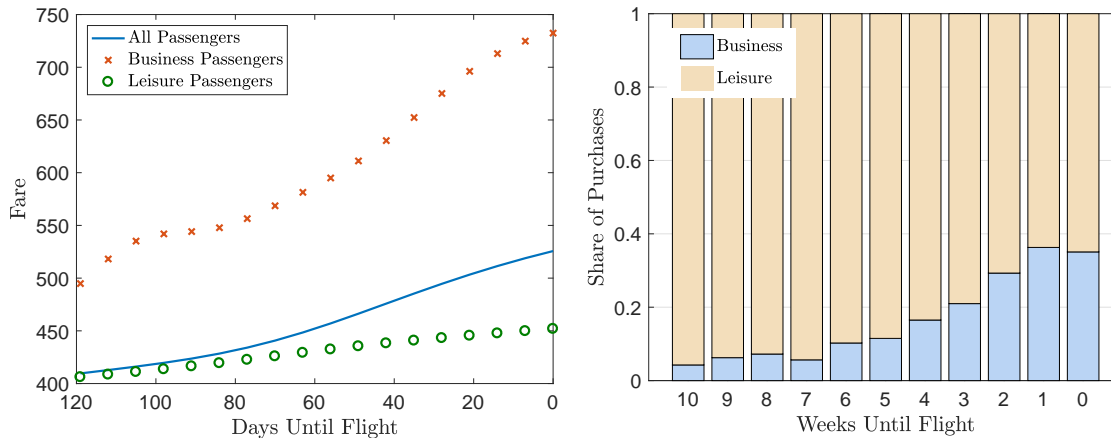 750
700
650
600
550
500
450
400
Fare
All Passengers
Business Passengers
Leisure Passengers
120 100 80 60 40 20 0
Days Until Flight
1
0.8
0.6
0.4
0.2
0
Share of Purchases
Business
Leisure
10 9 8 7 6 5 4 3 2 1 0
Weeks Until Flight